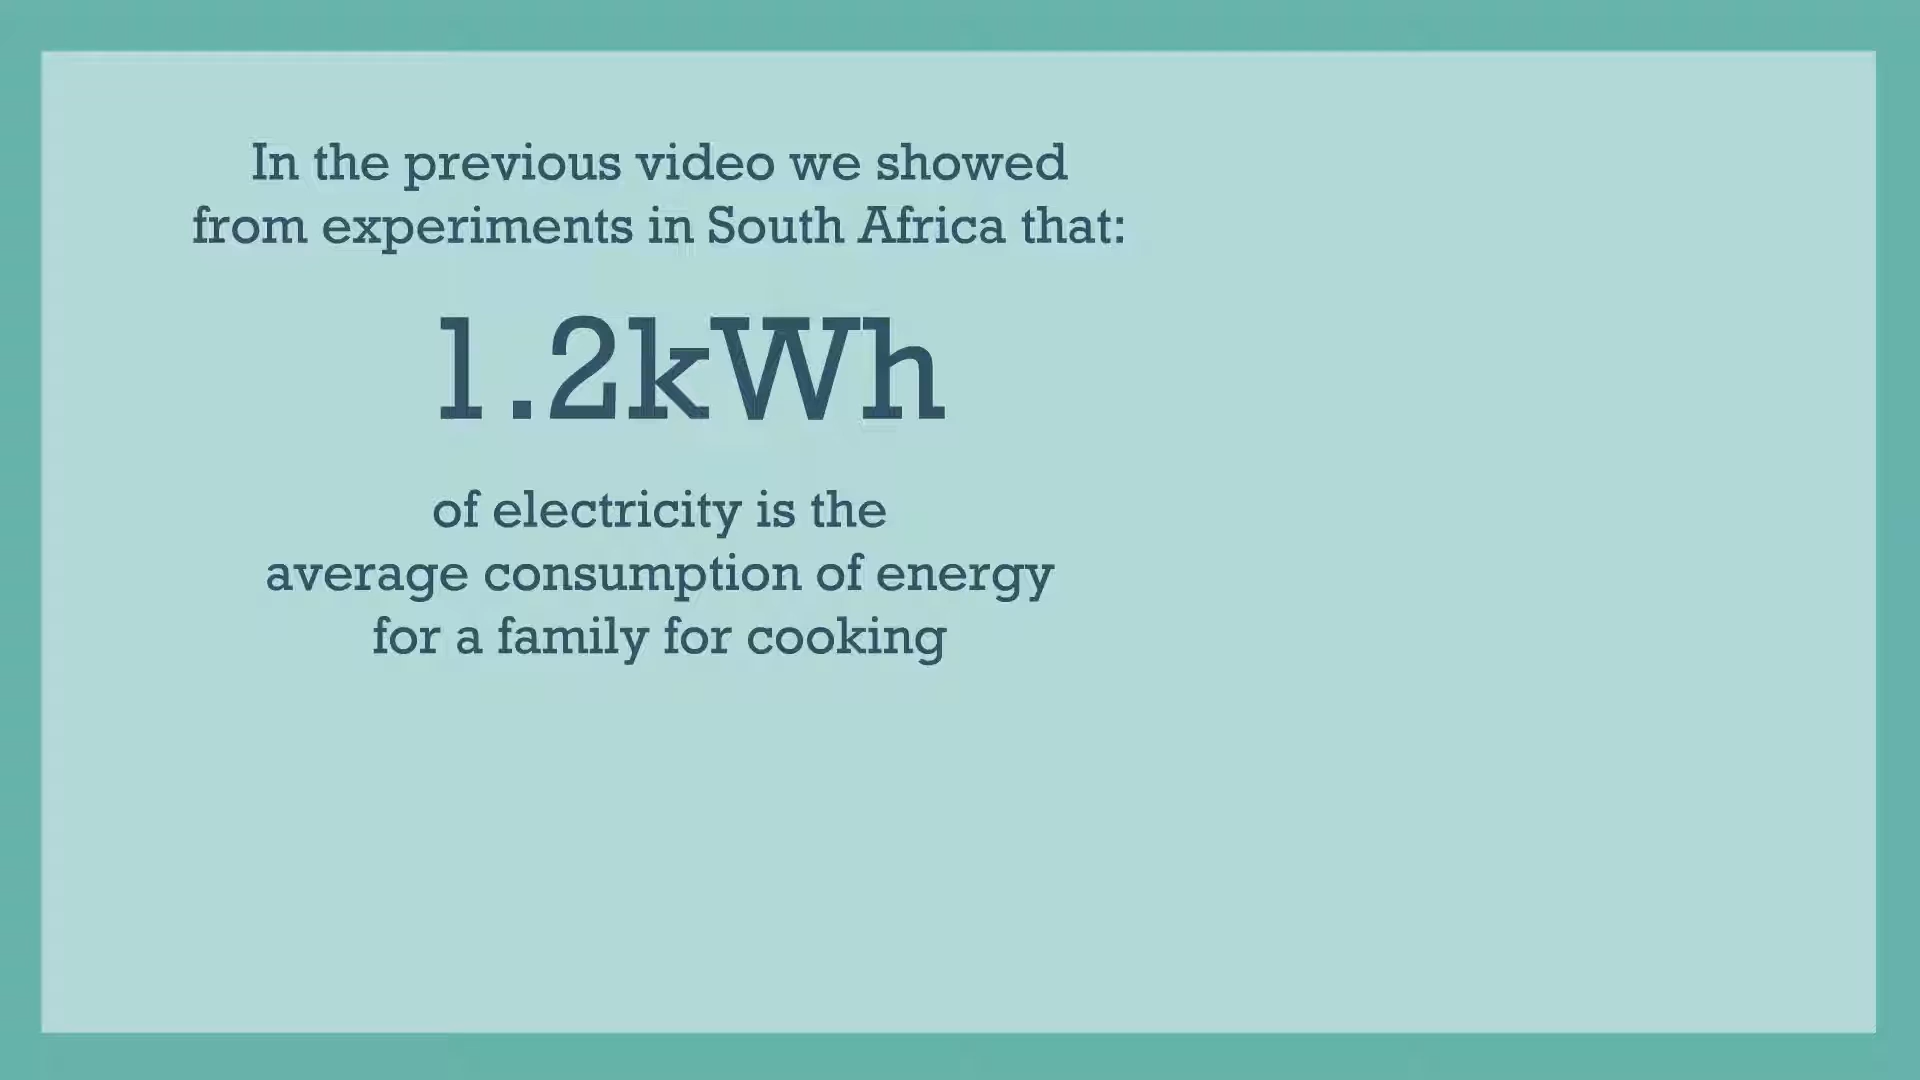 In the previous video we showed
from experiments in South Africa that:
1.2kWh
of electricity is the
average consumption of energy
for a family for cooking